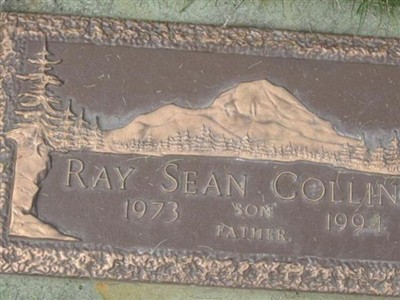 Ray Sean Collin
1973 "SON" 1994
FATHER